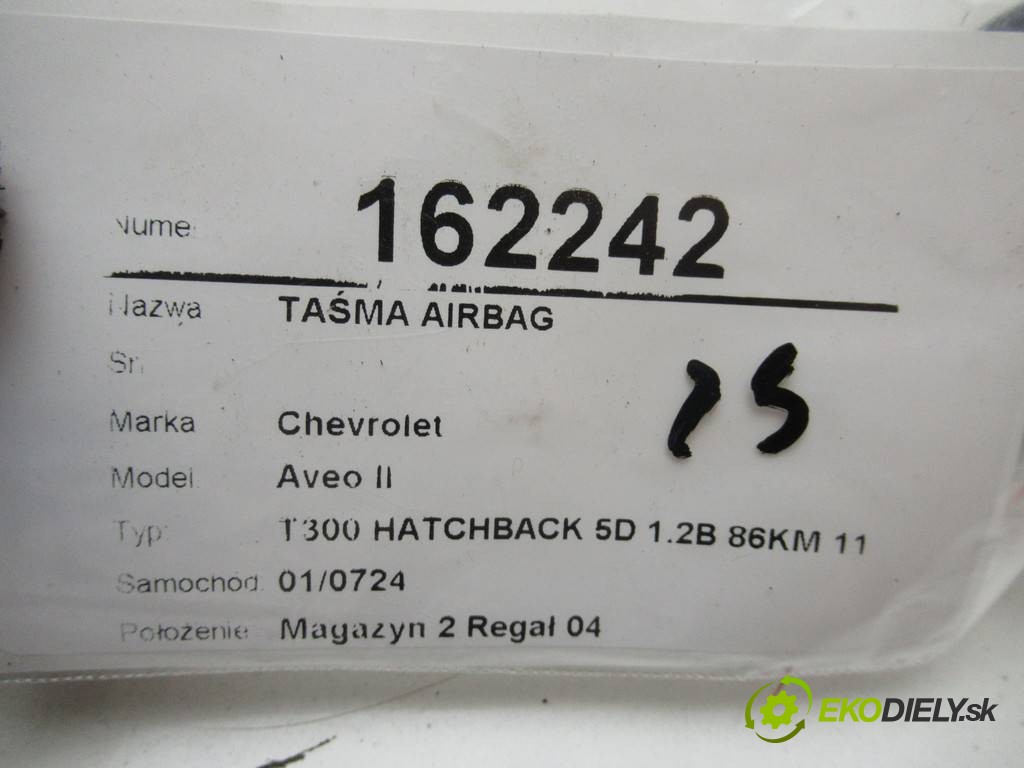 Nume 162242
Nazwa TAŚMA AIRBAG
Sn
Marka Chevrolet
Model Aveo II
Typ: T300 HATCHBACK 5D 1.2B 86KM 11
Samochód: 01/0724
Położenie Magazyn 2 Regał 04
EKODIELY.sk